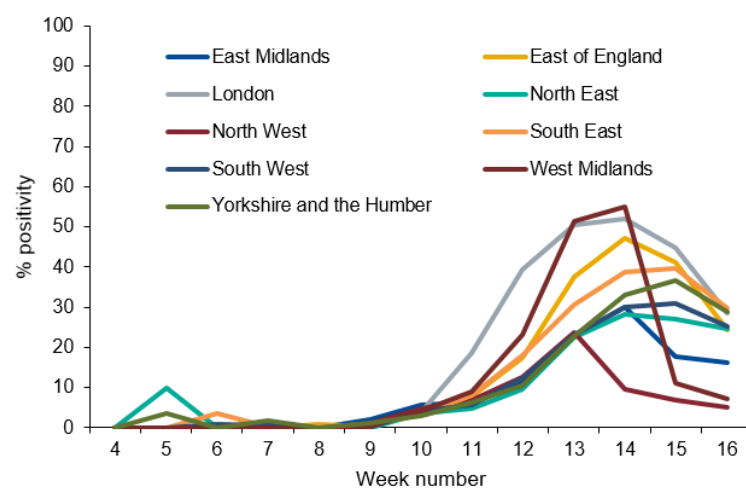 100
90
80
70
60
50
40
30
20
10
0
% positivity
East Midlands
East of England
London
North East
North West
South East
South West
West Midlands
Yorkshire and the Humber
4 5 6 7 8 9 10 11 12 13 14 15 16
Week number